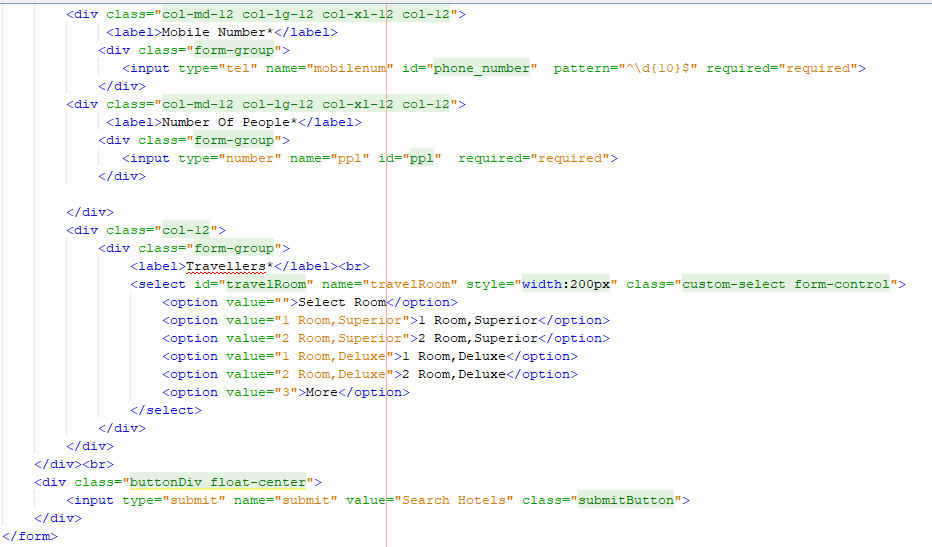 <div class="col-md-12 col-lg-12 col-xl-12 col-12">
<label>Mobile Number*</label>
<div class="form-group">
<input type="tel" name="mobilenum" id="phone_number"  pattern="^\d{10}$" required="required">
</div>
<div class="col-md-12 col-lg-12 col-xl-12 col-12">
<label>Number Of People*</label>
<div class="form-group">
<input type="number" name="ppl" id="ppl"  required="required">
</div>
</div>
<div class="col-12">
<div class="form-group">
<label>Travellers*</label><br>
<select id="travelRoom" name="travelRoom" style="width:200px" class="custom-select form-control">
<option value="">Select Room</option>
<option value="1 Room,Superior">1 Room,Superior</option>
<option value="2 Room,Superior">2 Room,Superior</option>
<option value="1 Room,Deluxe">1 Room,Deluxe</option>
<option value="2 Room,Deluxe">2 Room,Deluxe</option>
<option value="3">More</option>
</select>
</div>
</div>
</div><br>
<div class="buttonDiv float-center">
<input type="submit" name="submit" value="Search Hotels" class="submitButton">
</div>
</form>